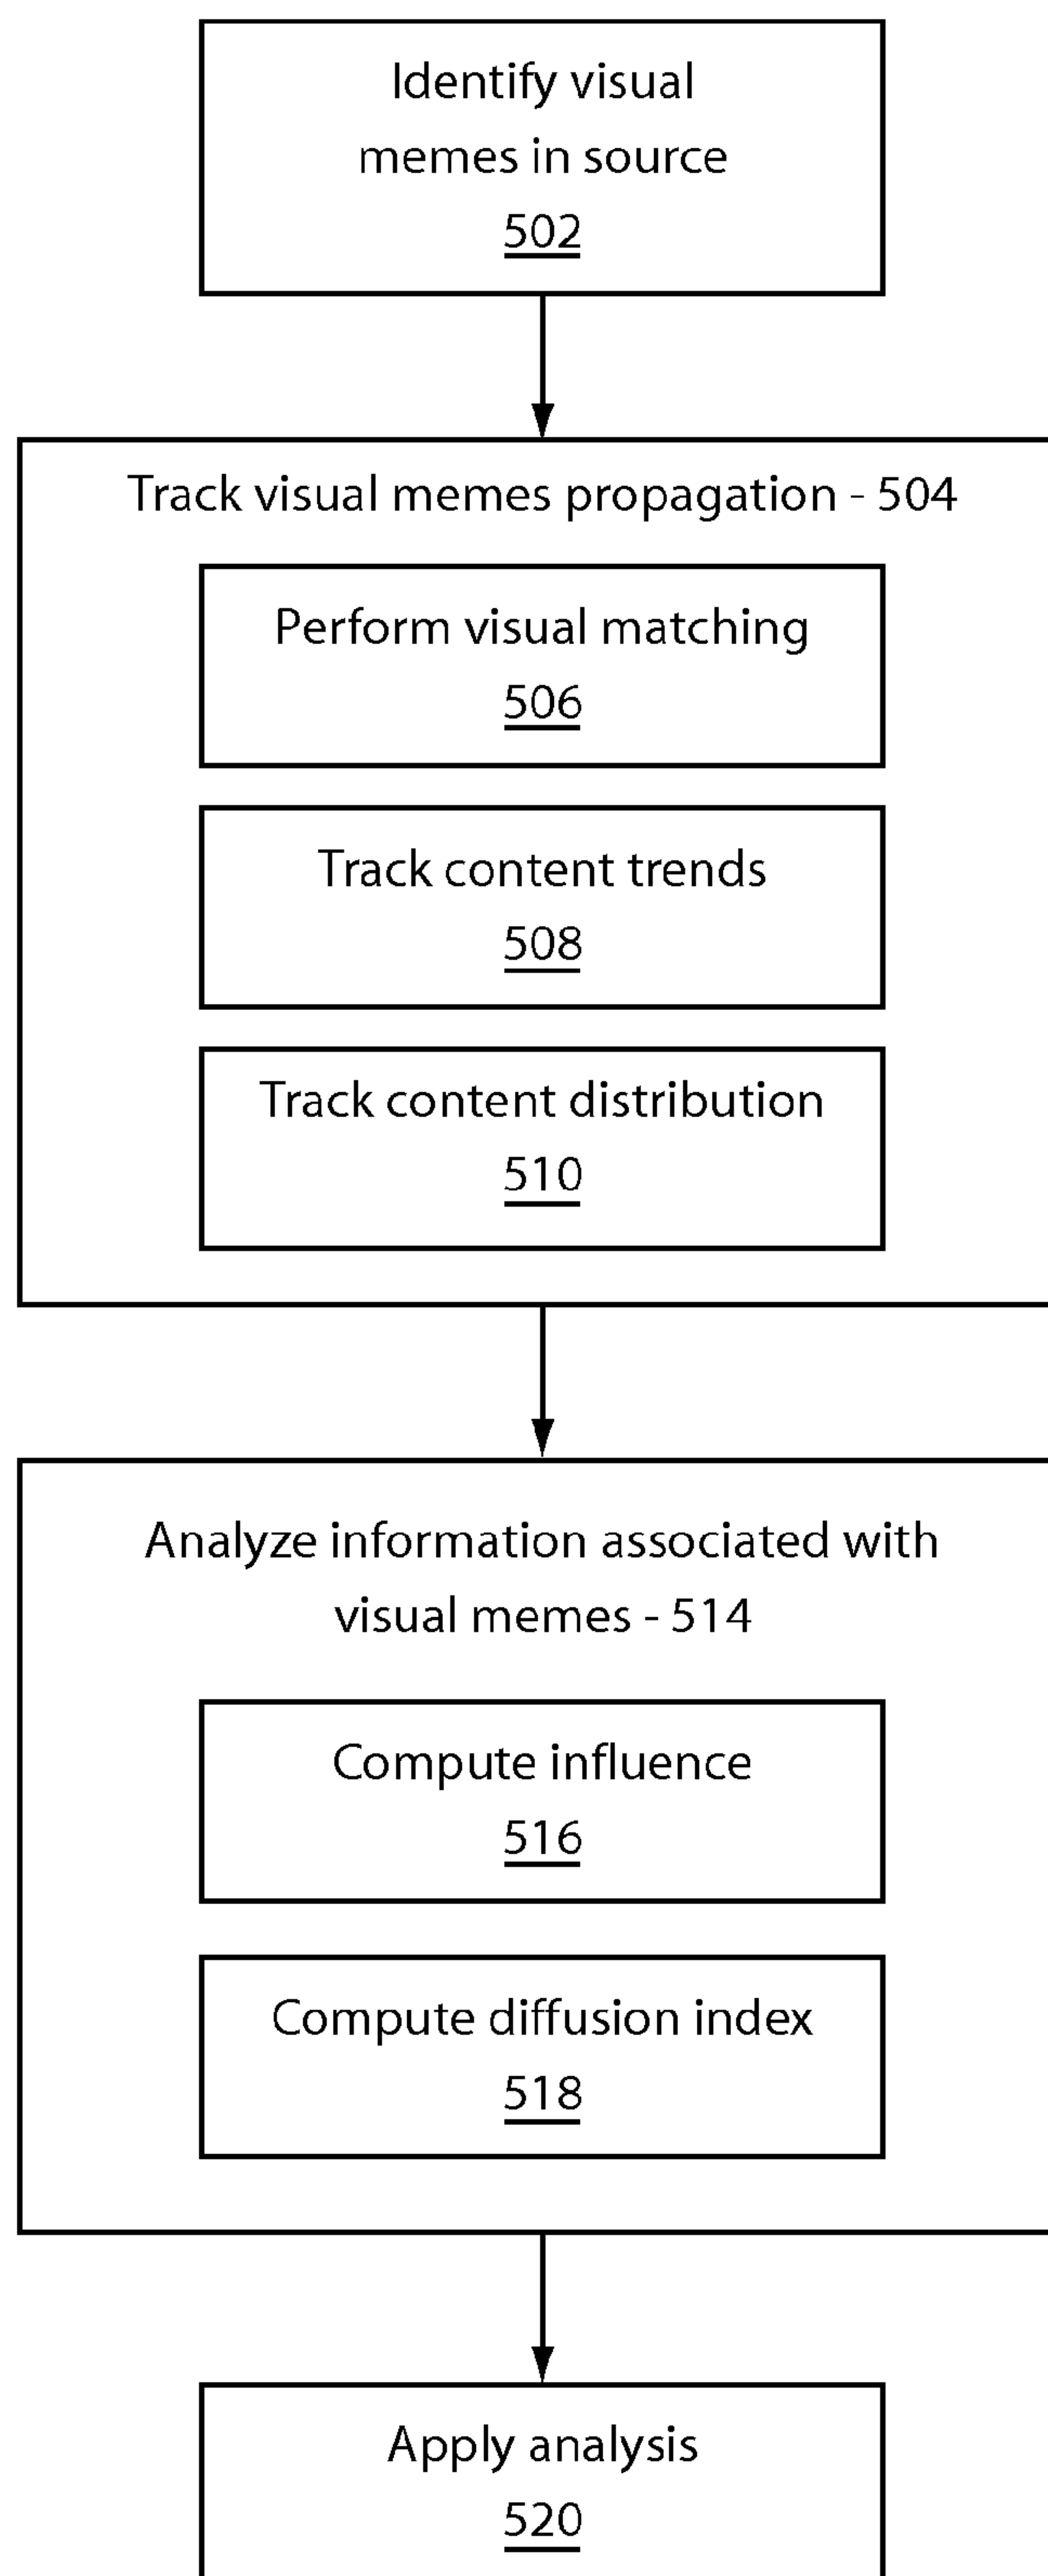 Identify visual
memes in source
502
Track visual memes propagation - 504
Perform visual matching
506
Track content trends
508
Track content distribution
510
Analyze information associated with
visual memes - 514
Compute influence
516
Compute diffusion index
518
Apply analysis
520